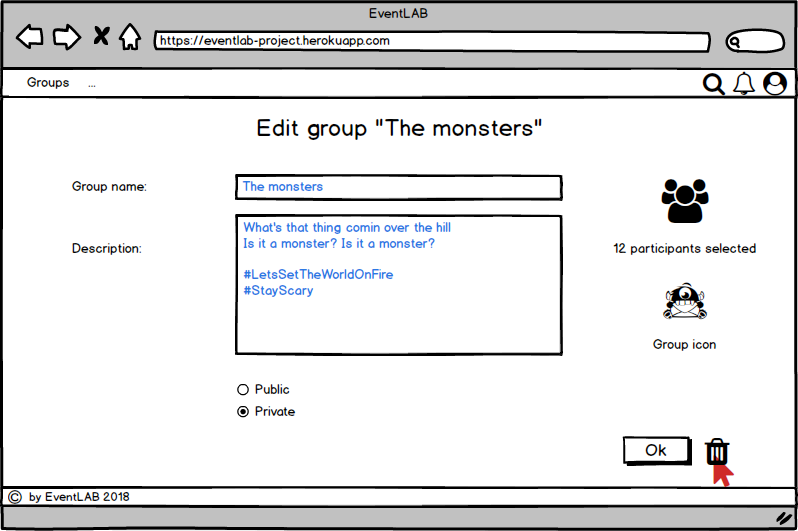 EventLAB
https://eventlab-project.herokuapp.com
Groups ...
Edit group "The monsters"
Group name:
The monsters
Description:
What's that thing comin over the hill
Is it a monster? Is it a monster?
#LetsSetTheWorldOnFire
#StayScary
12 participants selected
Group icon
Public
Private
Ok
© by EventLAB 2018